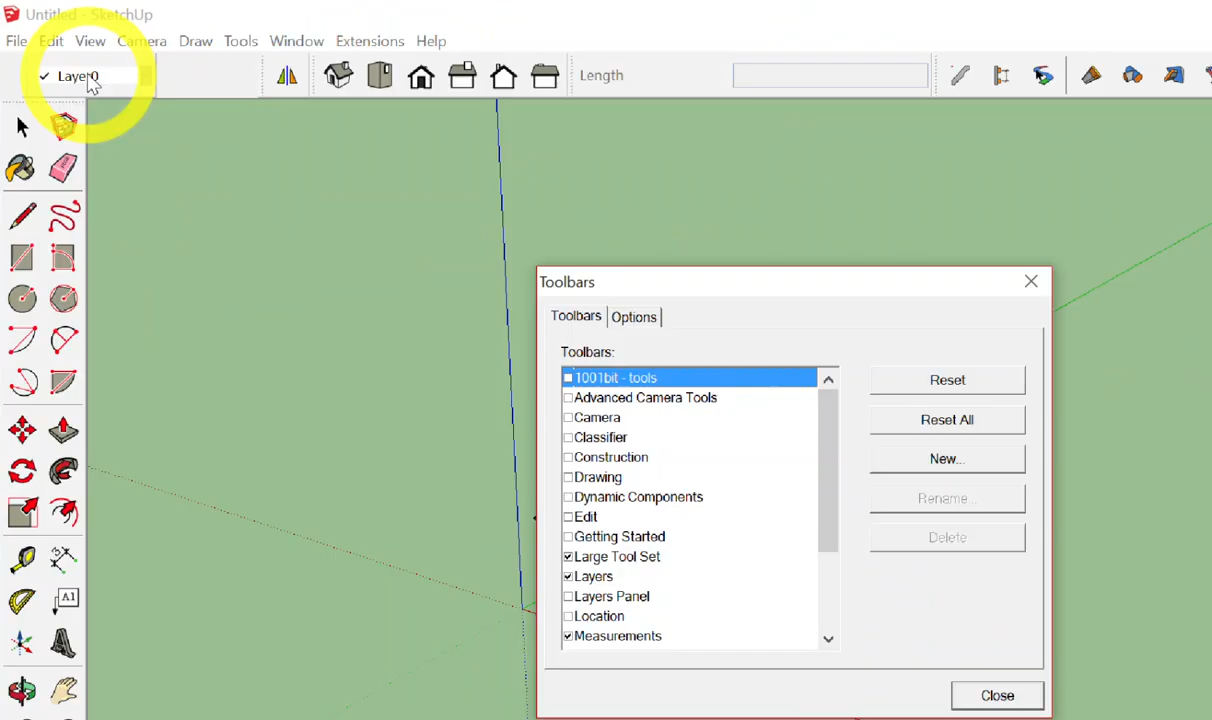 Untitled - SketchUp
File Edit View Camera Draw Tools Window Extensions Help
✓ Layer0
Length
Toolbars
Toolbars Options
Toolbars:
1001bit - tools
Advanced Camera Tools
Camera
Classifier
Construction
Drawing
Dynamic Components
Edit
Getting Started
Large Tool Set
Layers
Layers Panel
Location
Measurements
Reset
Reset All
New...
Rename...
Delete
Close
A1